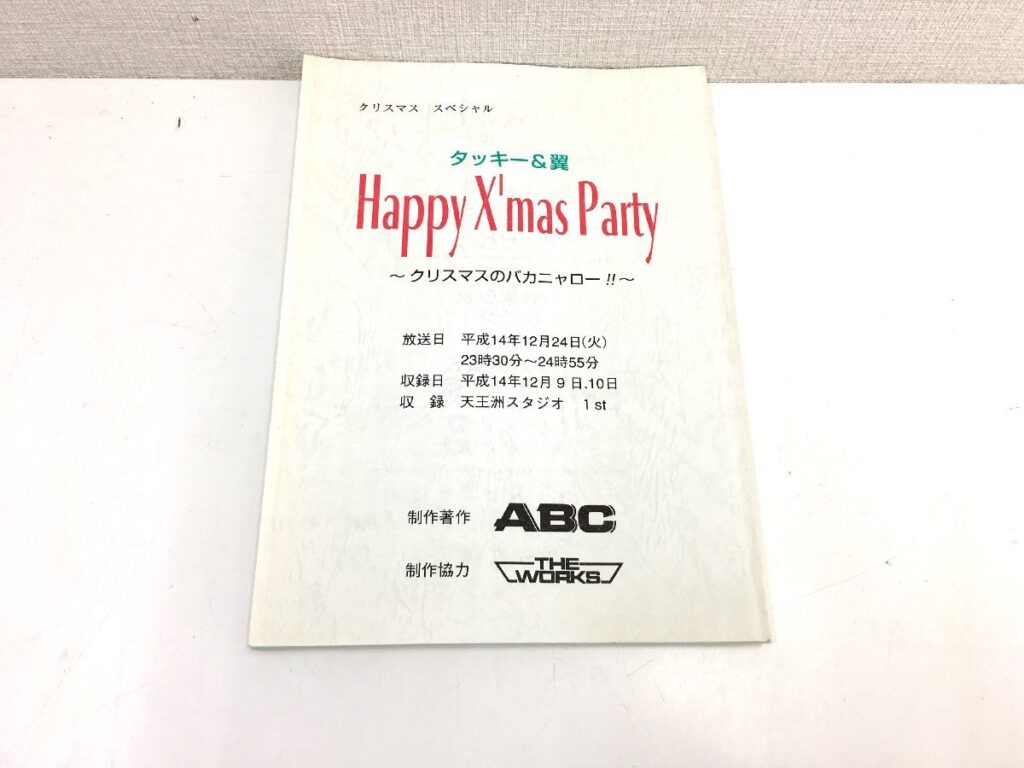 クリスマス　スペシャル
タッキー&翼
Happy X'mas Party
～クリスマスのバカニャロー!!～
放送日　平成14年12月24日(火)
23時30分～24時55分
収録日　平成14年12月 9 日.10日
収　録　天王洲スタジオ　1 st
制作著作　ABC
制作協力　THE WORKS